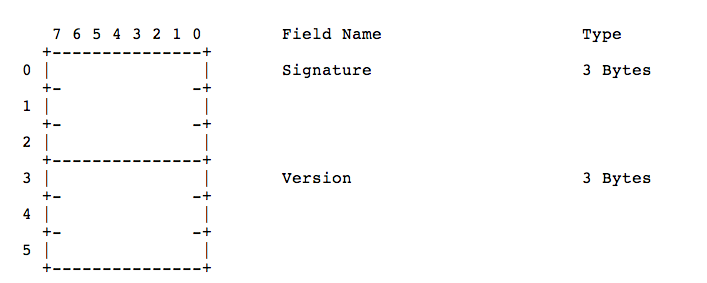 7 6 5 4 3 2 1 0 Field Name Type
+---------------+
0 | | Signature 3 Bytes
+- -+
1 | |
+- -+
2 | |
+---------------+
3 | | Version 3 Bytes
+- -+
4 | |
+- -+
5 | |
+---------------+